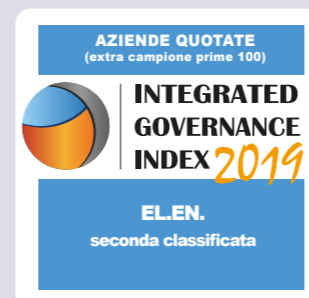 AZIENDE QUOTATE
(extra campione prime 100)
INTEGRATED
GOVERNANCE
INDEX 2019
EL.EN.
seconda classificata